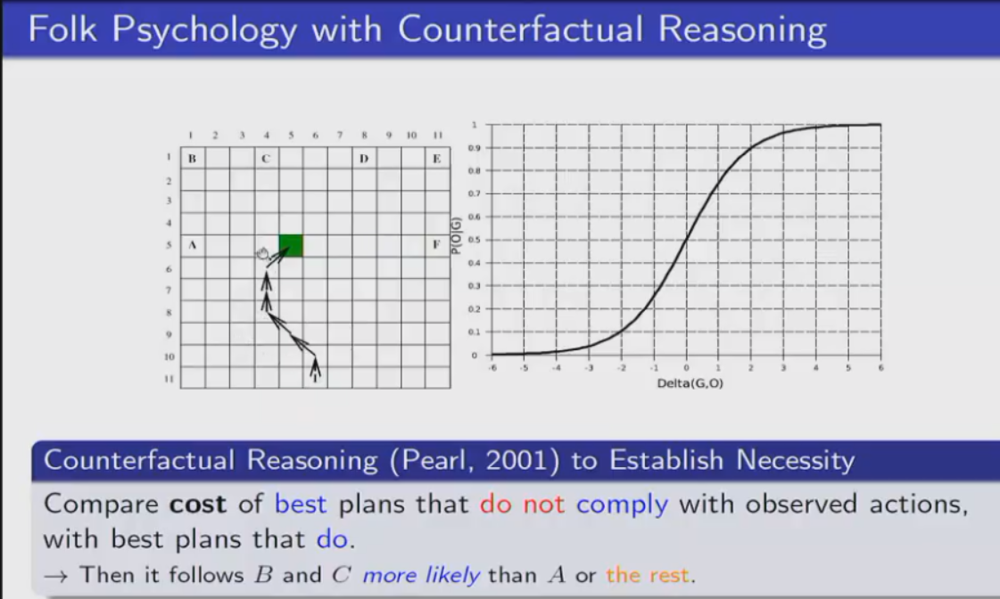 Folk Psychology with Counterfactual Reasoning
1 2 3 4 5 6 7 8 9 10 11
1 B C D E
2
3
4
5 A F
6
7
8
9
10
11
P(O|G)
1
0.9
0.8
0.7
0.6
0.5
0.4
0.3
0.2
0.1
0
-6 -5 -4 -3 -2 -1 0 1 2 3 4 5 6
Delta(G,O)
Counterfactual Reasoning (Pearl, 2001) to Establish Necessity
Compare cost of best plans that do not comply with observed actions,
with best plans that do.
→ Then it follows B and C more likely than A or the rest.